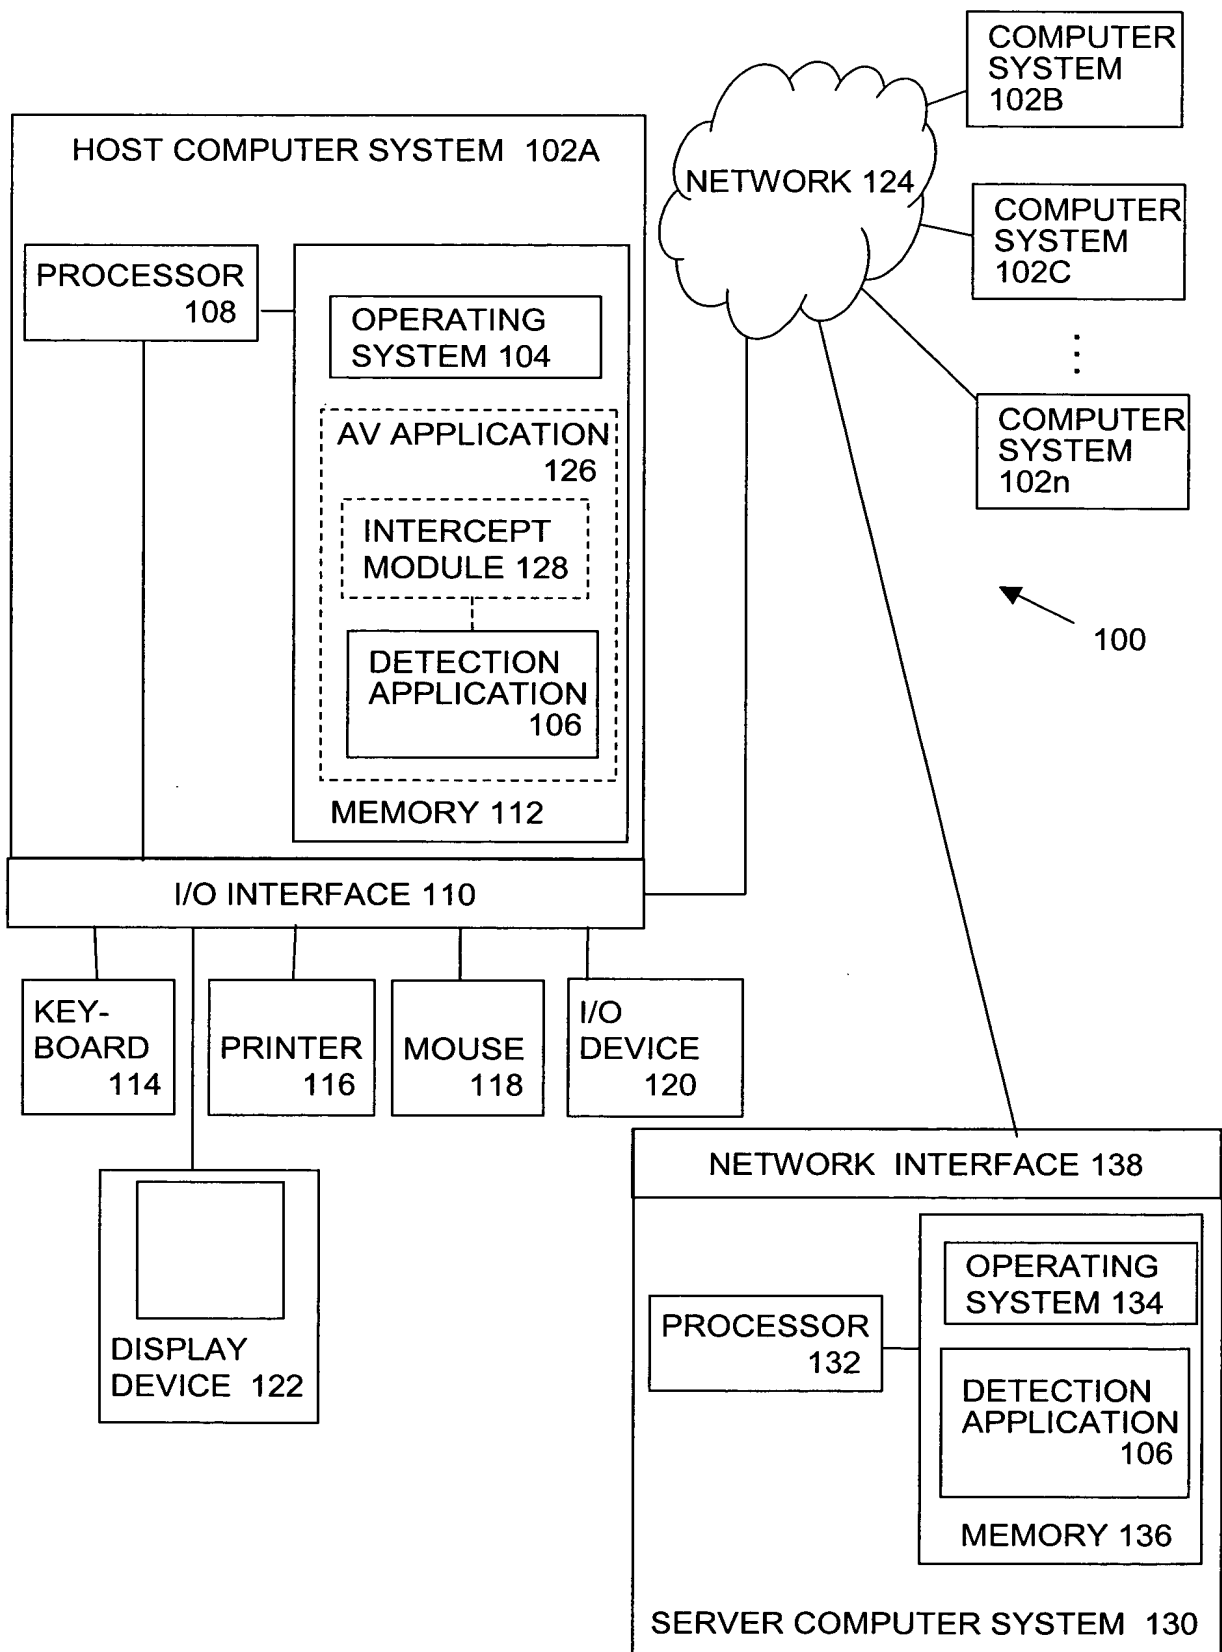 COMPUTER
SYSTEM
102B
HOST COMPUTER SYSTEM 102A
NETWORK 124
COMPUTER
SYSTEM
102C
PROCESSOR
108
OPERATING
SYSTEM 104
COMPUTER
SYSTEM
102n
AV APPLICATION
126
INTERCEPT
MODULE 128
100
DETECTION
APPLICATION
106
MEMORY 112
I/O INTERFACE 110
KEY-
BOARD
114
PRINTER
116
MOUSE
118
I/O
DEVICE
120
DISPLAY
DEVICE 122
NETWORK INTERFACE 138
OPERATING
SYSTEM 134
PROCESSOR
132
DETECTION
APPLICATION
106
MEMORY 136
SERVER COMPUTER SYSTEM 130